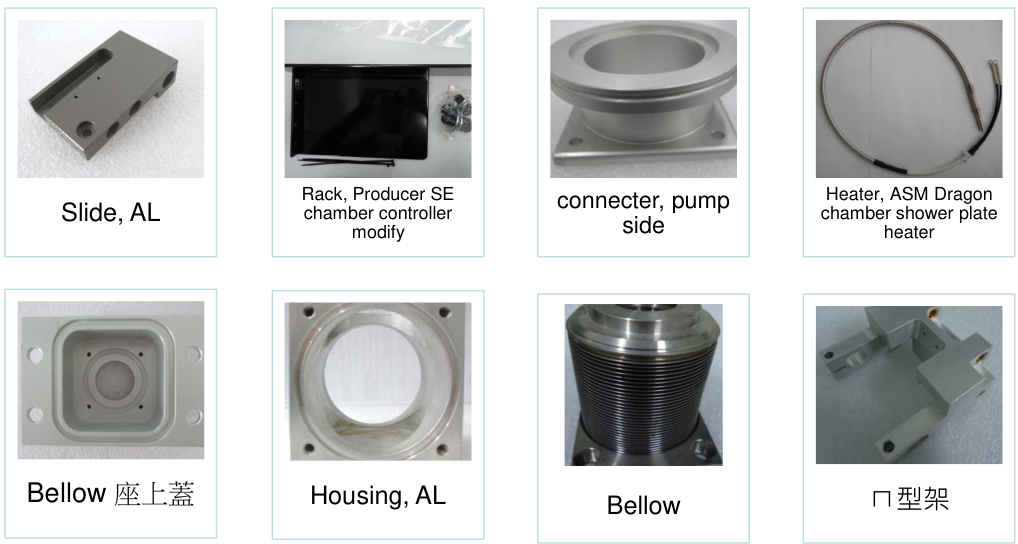 Slide, AL
Rack, Producer SE
chamber controller
modify
connecter, pump
side
Heater, ASM Dragon
chamber shower plate
heater
Bellow 座上蓋
Housing, AL
Bellow
ㄇ型架